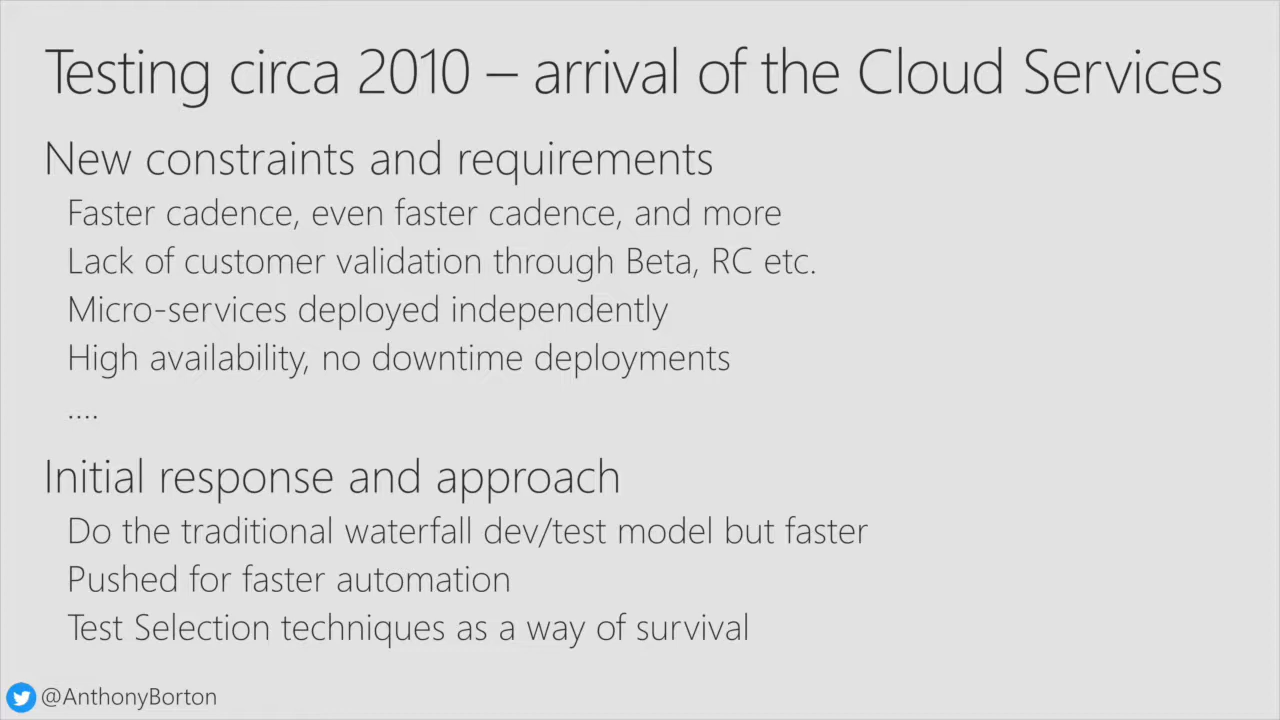 Testing circa 2010 – arrival of the Cloud Services
New constraints and requirements
Faster cadence, even faster cadence, and more
Lack of customer validation through Beta, RC etc.
Micro-services deployed independently
High availability, no downtime deployments
....
Initial response and approach
Do the traditional waterfall dev/test model but faster
Pushed for faster automation
Test Selection techniques as a way of survival
@AnthonyBorton